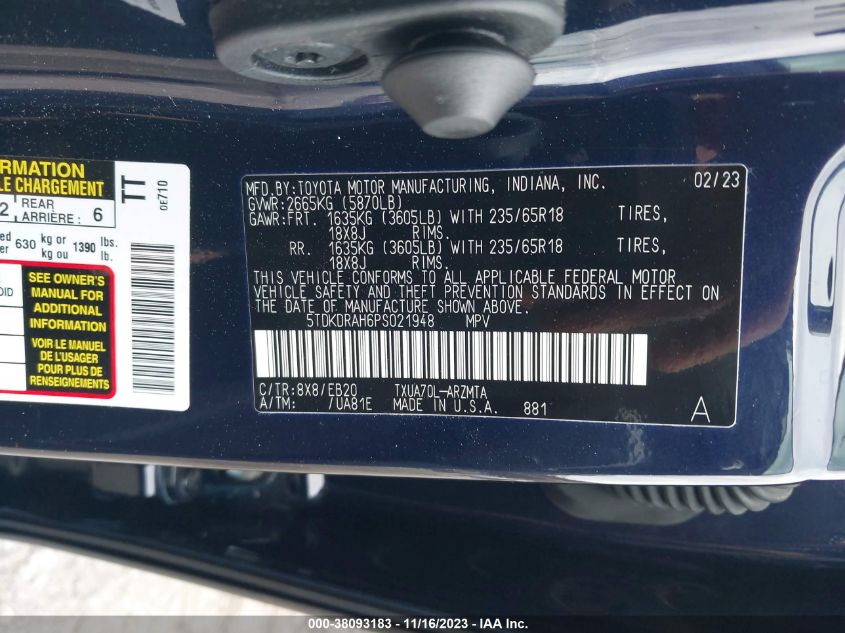 RMATION
LE CHARGEMENT
2 REAR
ARRIÈRE: 6
630 kg or 1390 lbs.
kg ou lb.
SEE OWNER'S
MANUAL FOR
ADDITIONAL
INFORMATION
VOIR LE MANUEL
DE L'USAGER
POUR PLUS DE
RENSEIGNEMENTS
TT
0E710
MFD.BY:TOYOTA MOTOR MANUFACTURING, INDIANA, INC. 02/23
GVWR:2665KG (5870LB)
GAWR:FRT. 1635KG (3605LB) WITH 235/65R18 TIRES,
18X8J RIMS.
RR. 1635KG (3605LB) WITH 235/65R18 TIRES,
18X8J RIMS.
THIS VEHICLE CONFORMS TO ALL APPLICABLE FEDERAL MOTOR
VEHICLE SAFETY AND THEFT PREVENTION STANDARDS IN EFFECT ON
THE DATE OF MANUFACTURE SHOWN ABOVE.
5TDKDRAH6PS021948 MPV
C/TR:8X8/EB20 TXUA70L-ARZMTA
A/TM: /UA81E MADE IN U.S.A. 881 A
000-38093183 - 11/16/2023 - IAA Inc.